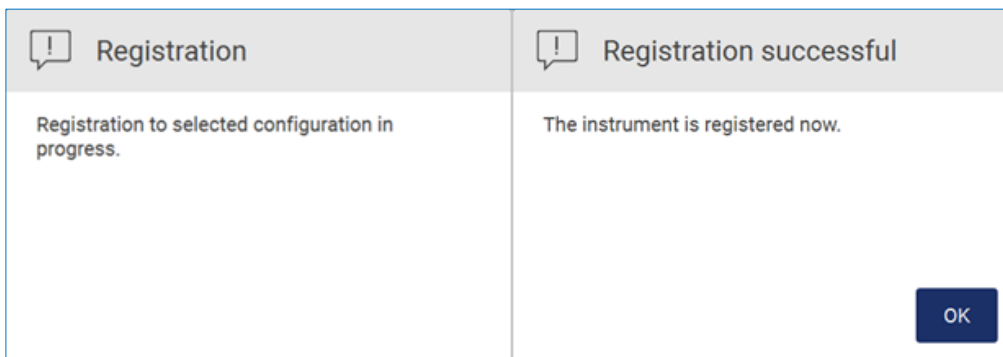 Registration
Registration to selected configuration in
progress.
Registration successful
The instrument is registered now.
OK